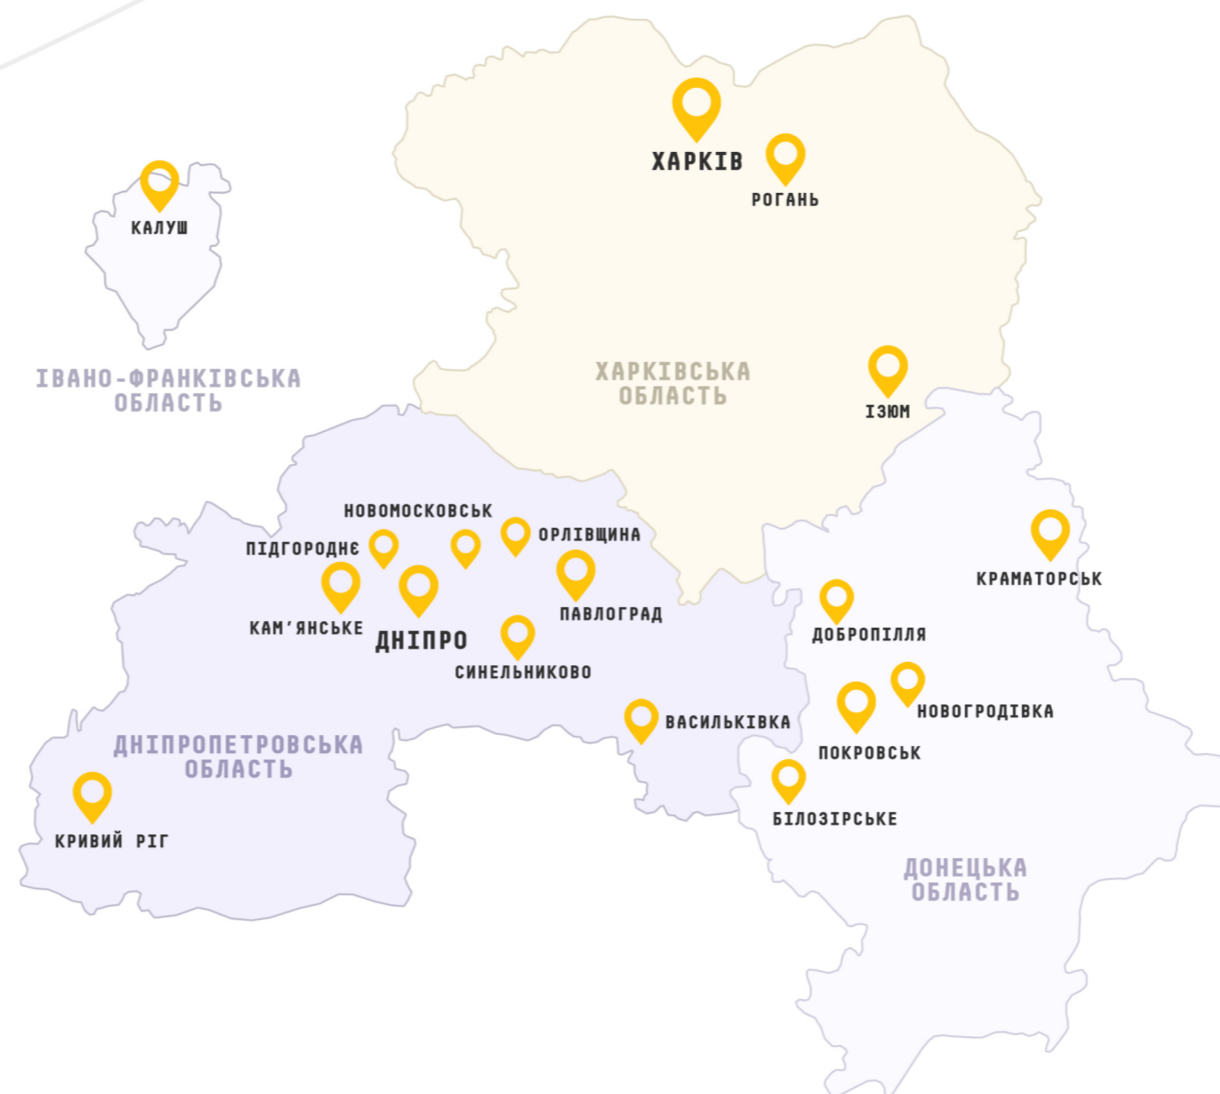 ХАРКІВ
РОГАНЬ
КАЛУШ
ІВАНО-ФРАНКІВСЬКА
ОБЛАСТЬ
ХАРКІВСЬКА
ОБЛАСТЬ
ІЗЮМ
НОВОМОСКОВСЬК
ОРЛІВЩИНА
ПІДГОРОДНЄ
КРАМАТОРСЬК
ПАВЛОГРАД
КАМ’ЯНСЬКЕ
ДНІПРО
ДОБРОПІЛЛЯ
СИНЕЛЬНИКОВО
НОВОГРОДІВКА
ВАСИЛЬКІВКА
ДНІПРОПЕТРОВСЬКА
ОБЛАСТЬ
ПОКРОВСЬК
БІЛОЗІРСЬКЕ
КРИВИЙ РІГ
ДОНЕЦЬКА
ОБЛАСТЬ